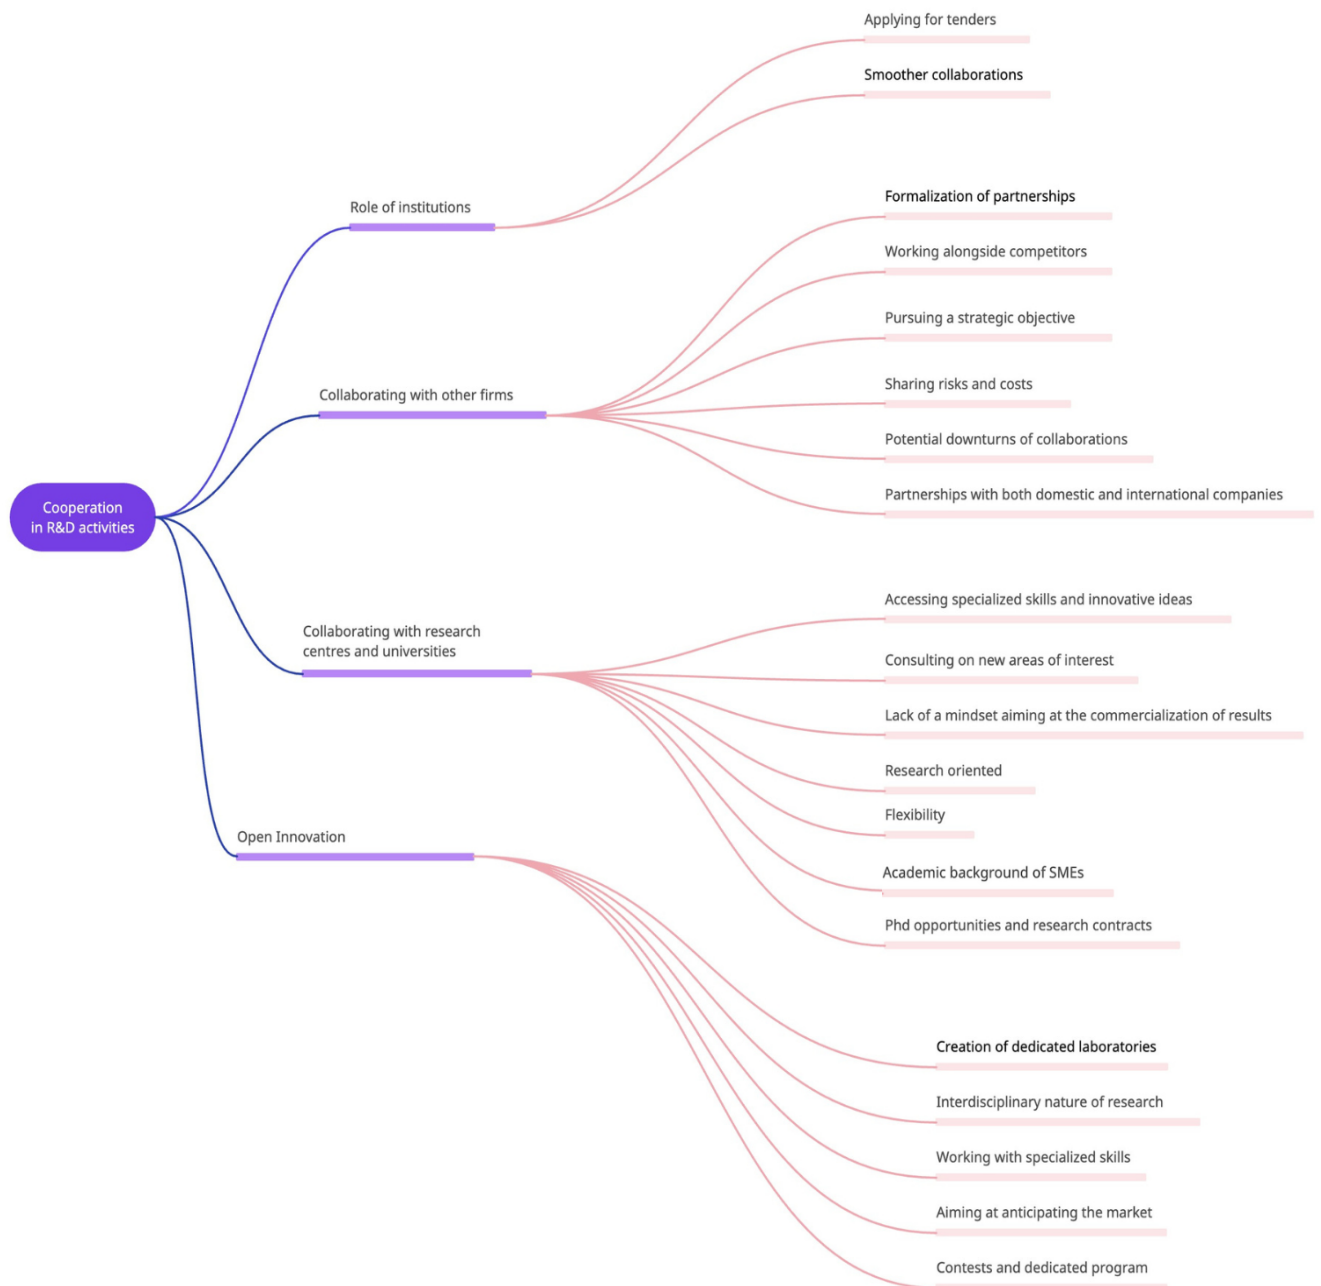 Cooperation
in R&D activities
Role of institutions
Applying for tenders
Smoother collaborations
Collaborating with other firms
Formalization of partnerships
Working alongside competitors
Pursuing a strategic objective
Sharing risks and costs
Potential downturns of collaborations
Partnerships with both domestic and international companies
Collaborating with research
centres and universities
Accessing specialized skills and innovative ideas
Consulting on new areas of interest
Lack of a mindset aiming at the commercialization of results
Research oriented
Flexibility
Academic background of SMEs
Phd opportunities and research contracts
Open Innovation
Creation of dedicated laboratories
Interdisciplinary nature of research
Working with specialized skills
Aiming at anticipating the market
Contests and dedicated program